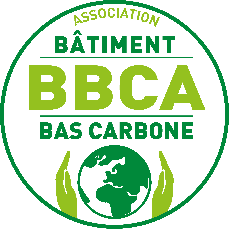 ASSOCIATION
BÂTIMENT
BBCA
BAS CARBONE